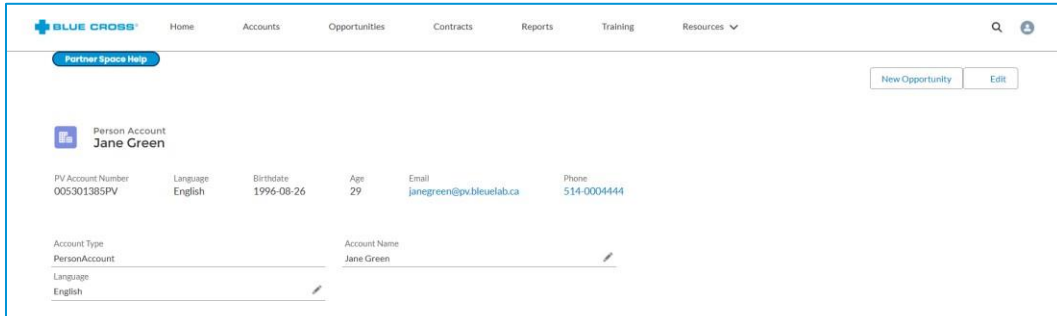 BLUE CROSS® Home Accounts Opportunities Contracts Reports Training Resources
Partner Space Help
New Opportunity Edit
Person Account
Jane Green
PV Account Number Language Birthdate Age Email Phone
005301385PV English 1996-08-26 29 janegreen@pv.bleuelab.ca 514-0004444
Account Type Account Name
PersonAccount Jane Green
Language
English